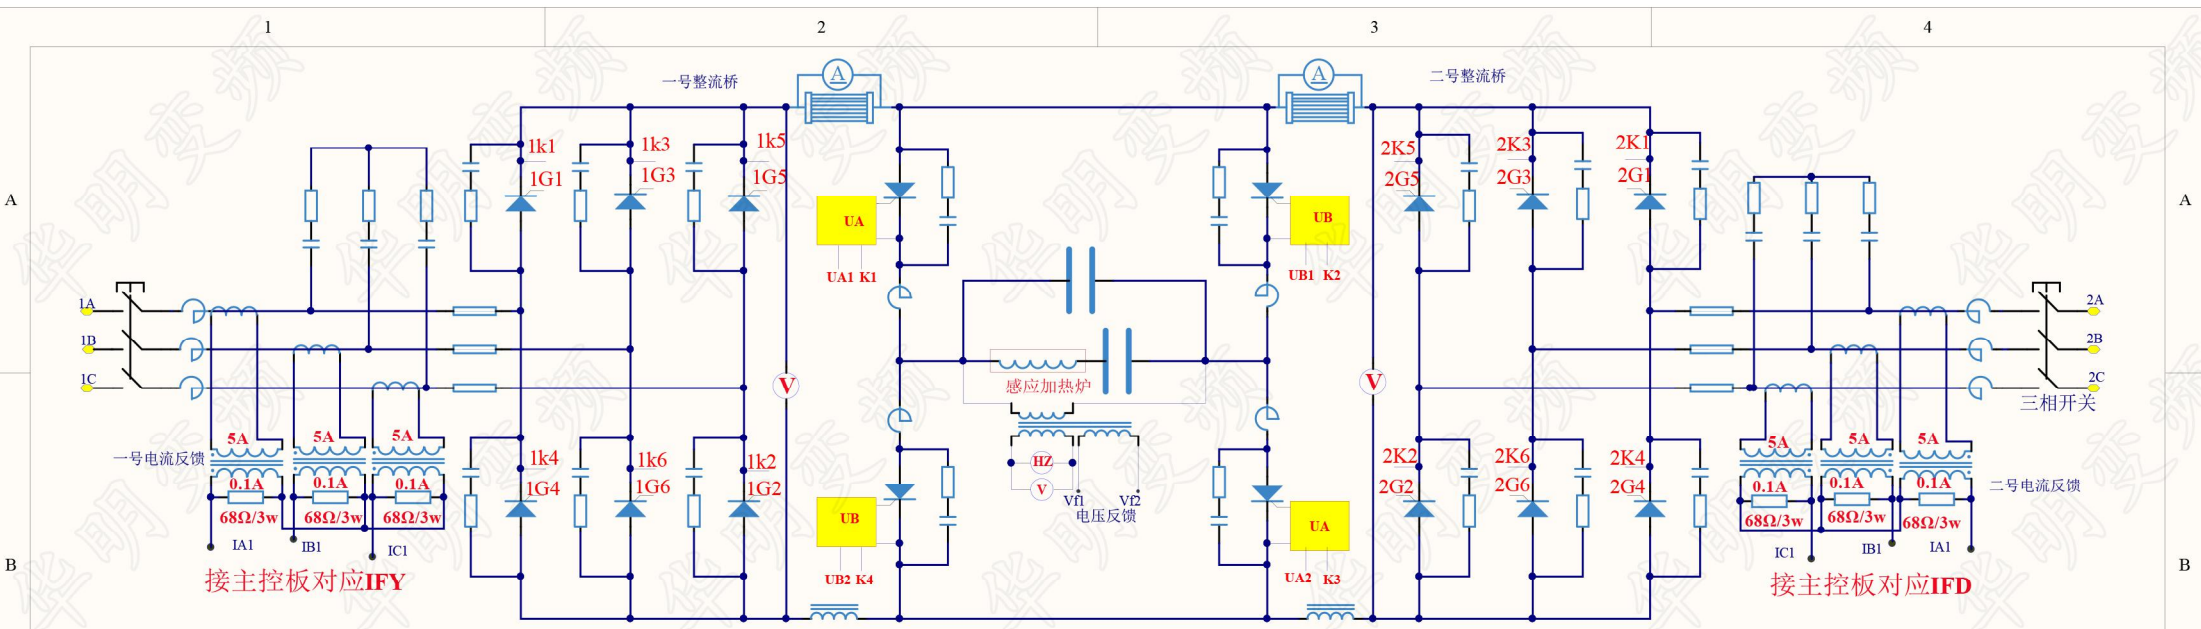 1 2 3 4
一号整流桥 A A 二号整流桥
1k1 1k3 1k5 2K5 2K3 2K1
1G1 1G3 1G5 2G5 2G3 2G1
A UA UB A
UA1 K1 UB1 K2
1A 2A
1B 2B
1C V V 2C
感应加热炉
三相开关
5A 5A 5A 5A 5A 5A
一号电流反馈 1k4 1k6 1k2 HZ 2K2 2K6 2K4 二号电流反馈
0.1A 0.1A 0.1A 1G4 1G6 1G2 V 2G2 2G6 2G4 0.1A 0.1A 0.1A
Vf1 Vf2
68Ω/3w 68Ω/3w 68Ω/3w UB 电压反馈 UA 68Ω/3w 68Ω/3w 68Ω/3w
IA1 IB1 IC1 IC1 IB1 IA1
B UB2 K4 UA2 K3 B
接主控板对应IFY 接主控板对应IFD
华明变频